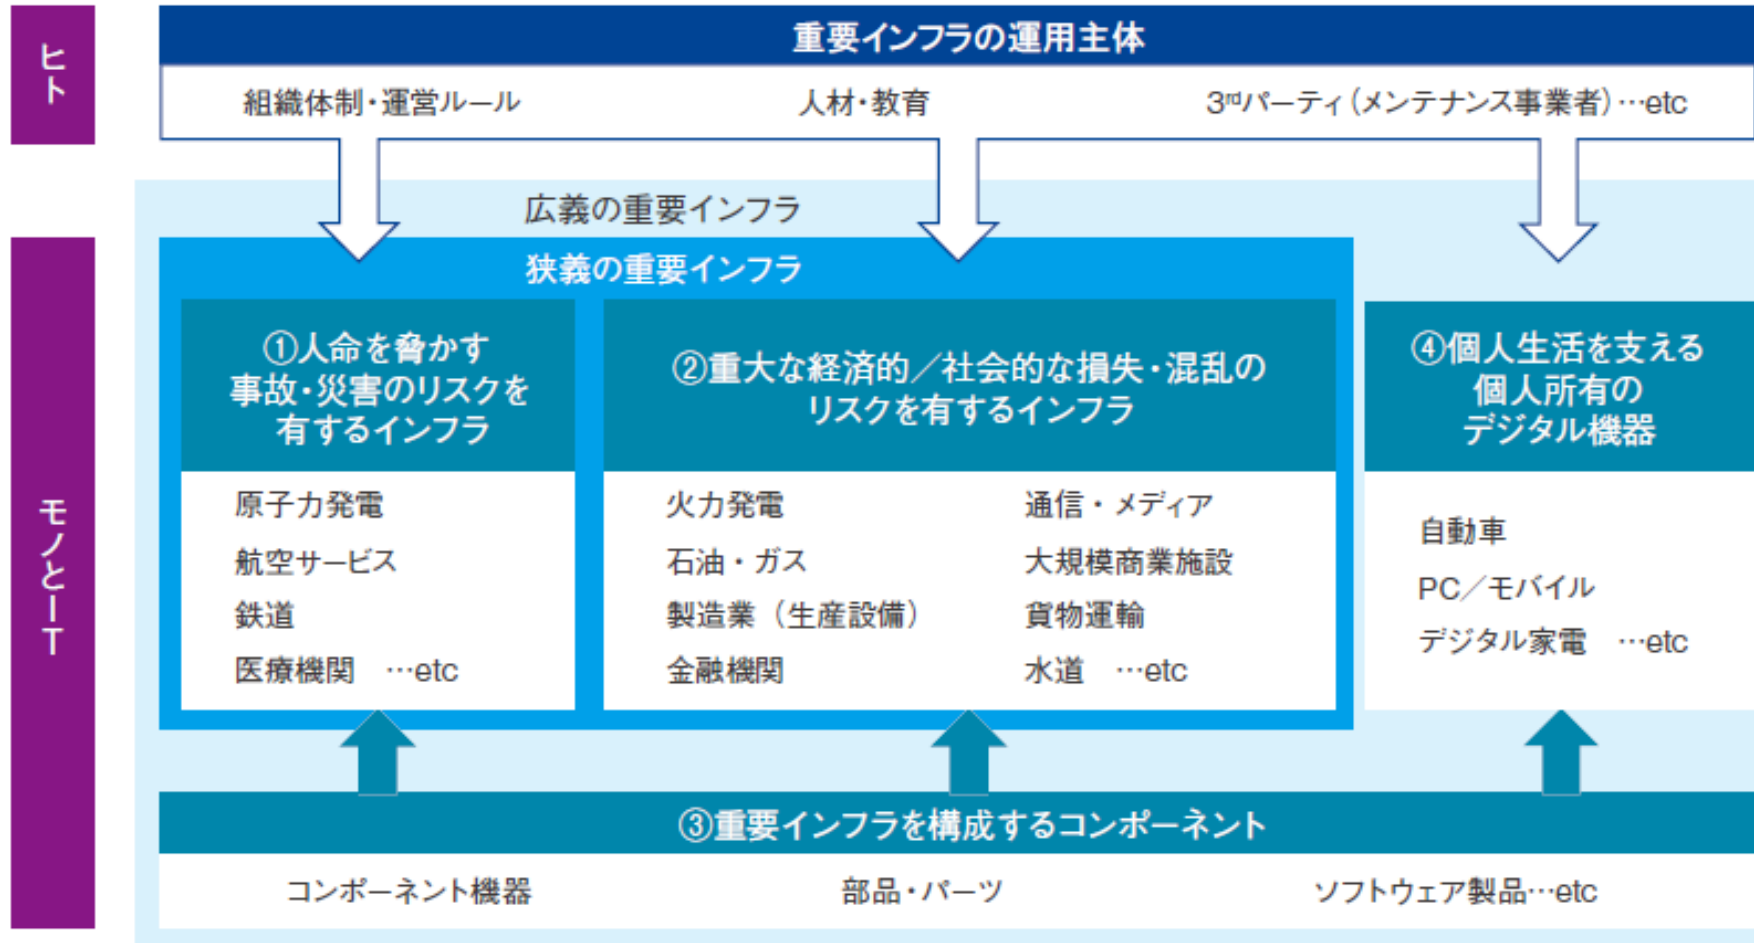 ヒト
重要インフラの運用主体
組織体制・運営ルール
人材・教育
3rdパーティ(メンテナンス事業者)…etc
広義の重要インフラ
狭義の重要インフラ
モノとIT
①人命を脅かす
事故・災害のリスクを
有するインフラ
原子力発電
航空サービス
鉄道
医療機関 …etc
②重大な経済的/社会的な損失・混乱の
リスクを有するインフラ
火力発電
石油・ガス
製造業(生産設備)
金融機関
通信・メディア
大規模商業施設
貨物運輸
水道 …etc
④個人生活を支える
個人所有の
デジタル機器
自動車
PC/モバイル
デジタル家電 …etc
③重要インフラを構成するコンポーネント
コンポーネント機器
部品・パーツ
ソフトウェア製品…etc